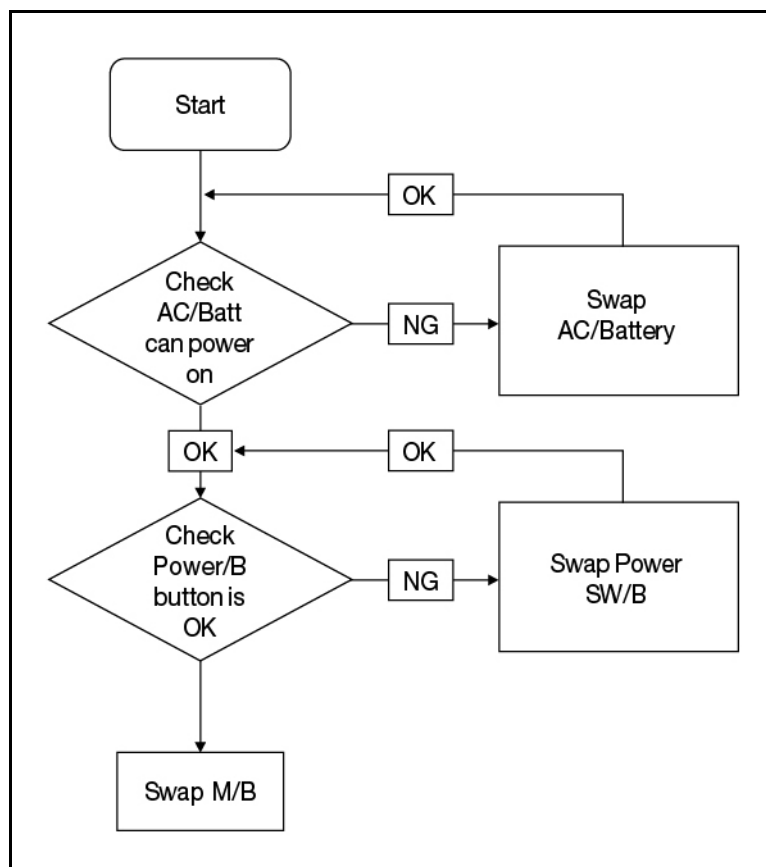 Start
OK
Check
AC/Batt
can power
on
NG
Swap
AC/Battery
OK
OK
Check
Power/B
button is
OK
NG
Swap Power
SW/B
Swap M/B